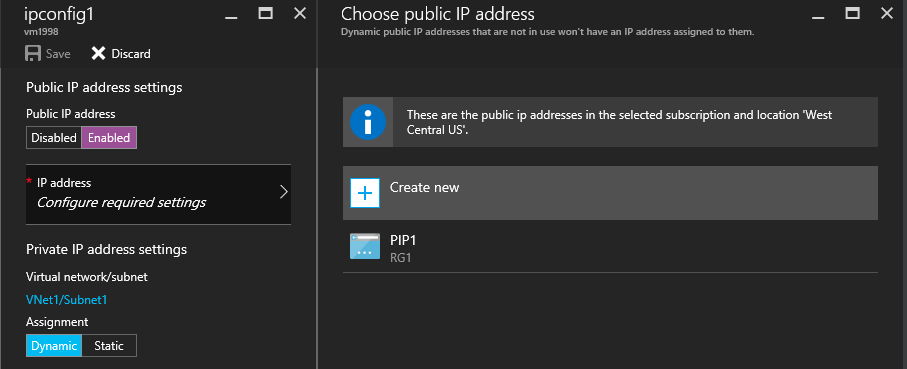 ipconfig1
vm1998
Save
Discard
Public IP address settings
Public IP address
Disabled Enabled
* IP address
Configure required settings
Private IP address settings
Virtual network/subnet
VNet1/Subnet1
Assignment
Dynamic Static
Choose public IP address
Dynamic public IP addresses that are not in use won't have an IP address assigned to them.
These are the public ip addresses in the selected subscription and location 'West
Central US'.
Create new
PIP1
RG1